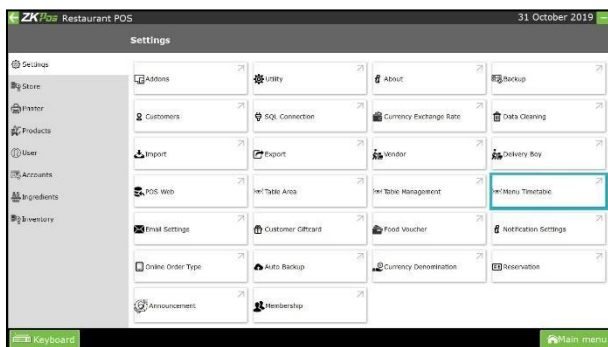 ZKPos Restaurant POS
31 October 2019
Settings
Settings
Store
Printer
Products
User
Accounts
Ingredients
Inventory
Addons
Utility
About
Backup
Customers
SQL Connection
Currency Exchange Rate
Data Cleaning
Import
Export
Vendor
Delivery Boy
POS Web
Table Area
Table Management
Menu Timetable
Email Settings
Customer Giftcard
Food Voucher
Notification Settings
Online Order Type
Auto Backup
Currency Denomination
Reservation
Announcement
Membership
Keyboard
Main menu